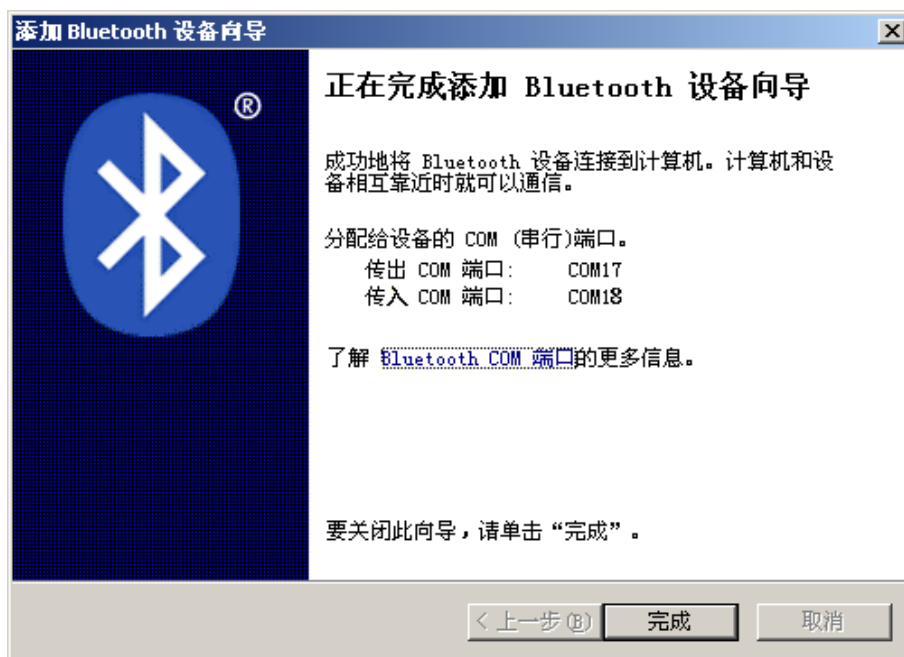 添加 Bluetooth 设备向导
®
正在完成添加 Bluetooth 设备向导
成功地将 Bluetooth 设备连接到计算机。计算机和设
备相互靠近时就可以通信。
分配给设备的 COM (串行)端口。
传出 COM 端口: COM17
传入 COM 端口: COM18
了解 Bluetooth COM 端口的更多信息。
要关闭此向导，请单击“完成”。
< 上一步(B) 完成 取消